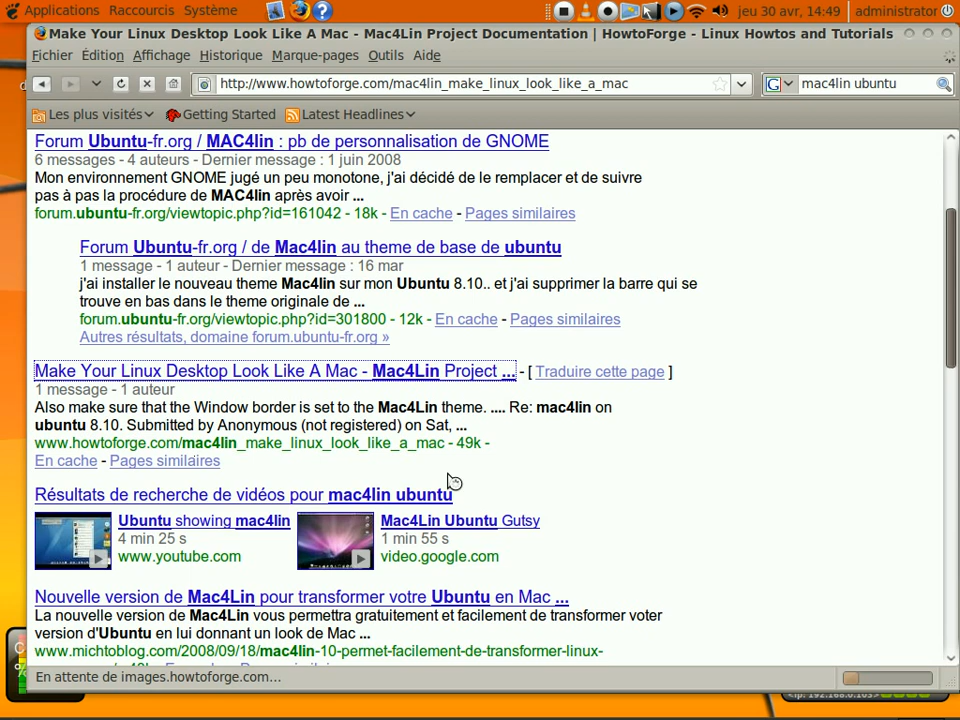 Applications Raccourcis Système jeu 30 avr, 14:49 administrator
Make Your Linux Desktop Look Like A Mac - Mac4Lin Project Documentation | HowtoForge - Linux Howtos and Tutorials
Fichier Édition Affichage Historique Marque-pages Outils Aide
http://www.howtoforge.com/mac4lin_make_linux_look_like_a_mac mac4lin ubuntu
Les plus visités Getting Started Latest Headlines
Forum Ubuntu-fr.org / MAC4lin : pb de personnalisation de GNOME
6 messages - 4 auteurs - Dernier message : 1 juin 2008
Mon environnement GNOME jugé un peu monotone, j'ai décidé de le remplacer et de suivre
pas à pas la procédure de MAC4lin après avoir ...
forum.ubuntu-fr.org/viewtopic.php?id=161042 - 18k - En cache - Pages similaires
Forum Ubuntu-fr.org / de Mac4lin au theme de base de ubuntu
1 message - 1 auteur - Dernier message : 16 mar
j'ai installer le nouveau theme Mac4lin sur mon Ubuntu 8.10.. et j'ai supprimer la barre qui se
trouve en bas dans le theme originale de ...
forum.ubuntu-fr.org/viewtopic.php?id=301800 - 12k - En cache - Pages similaires
Autres résultats, domaine forum.ubuntu-fr.org »
Make Your Linux Desktop Look Like A Mac - Mac4Lin Project ... - [ Traduire cette page ]
1 message - 1 auteur
Also make sure that the Window border is set to the Mac4Lin theme. .... Re: mac4lin on
ubuntu 8.10. Submitted by Anonymous (not registered) on Sat, ...
www.howtoforge.com/mac4lin_make_linux_look_like_a_mac - 49k -
En cache - Pages similaires
Résultats de recherche de vidéos pour mac4lin ubuntu
Ubuntu showing mac4lin
4 min 25 s
www.youtube.com
Mac4Lin Ubuntu Gutsy
1 min 55 s
video.google.com
Nouvelle version de Mac4Lin pour transformer votre Ubuntu en Mac ...
La nouvelle version de Mac4Lin vous permettra gratuitement et facilement de transformer voter
version d'Ubuntu en lui donnant un look de Mac ...
www.michtoblog.com/2008/09/18/mac4lin-10-permet-facilement-de-transformer-linux-
En attente de images.howtoforge.com...